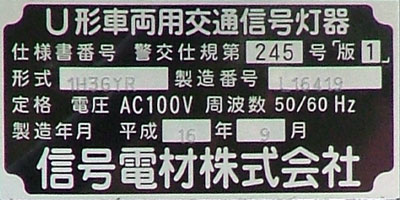 U形車両用交通信号灯器
仕様書番号 警交仕規第 245 号「版1」
形式 1H36YR 製造番号 L16419
定格 電圧 AC100V 周波数 50/60Hz
製造年月 平成 16 年 9 月
信号電材株式会社